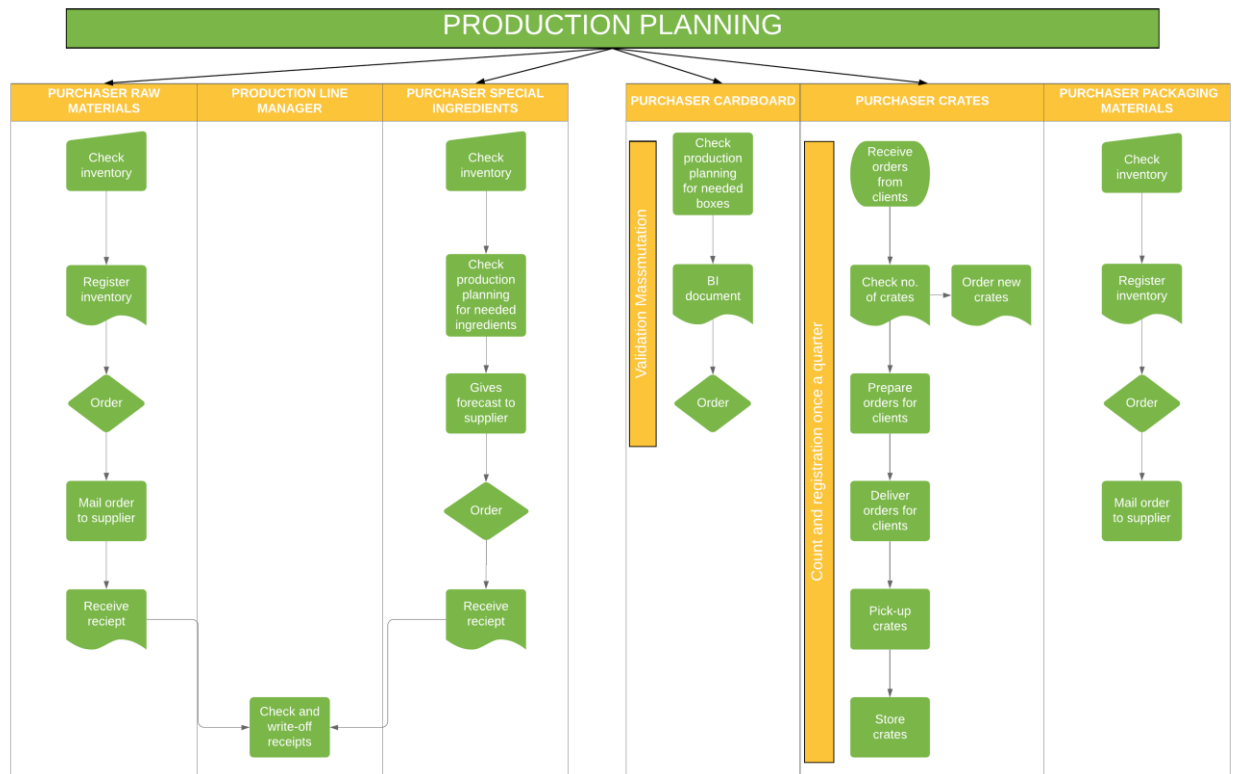 PRODUCTION PLANNING
PURCHASER RAW
MATERIALS
PRODUCTION LINE
MANAGER
PURCHASER SPECIAL
INGREDIENTS
PURCHASER CARDBOARD
PURCHASER CRATES
PURCHASER PACKAGING
MATERIALS
Check
inventory
Register
inventory
Order
Mail order
to supplier
Receive
reciept
Check and
write-off
receipts
Check
inventory
Check
production
planning
for needed
ingredients
Gives
forecast to
supplier
Order
Receive
reciept
Validation Massmutation
Check
production
planning
for needed
boxes
BI
document
Order
Count and registration once a quarter
Receive
orders
from
clients
Check no.
of crates
Order new
crates
Prepare
orders for
clients
Deliver
orders for
clients
Pick-up
crates
Store
crates
Check
inventory
Register
inventory
Order
Mail order
to supplier